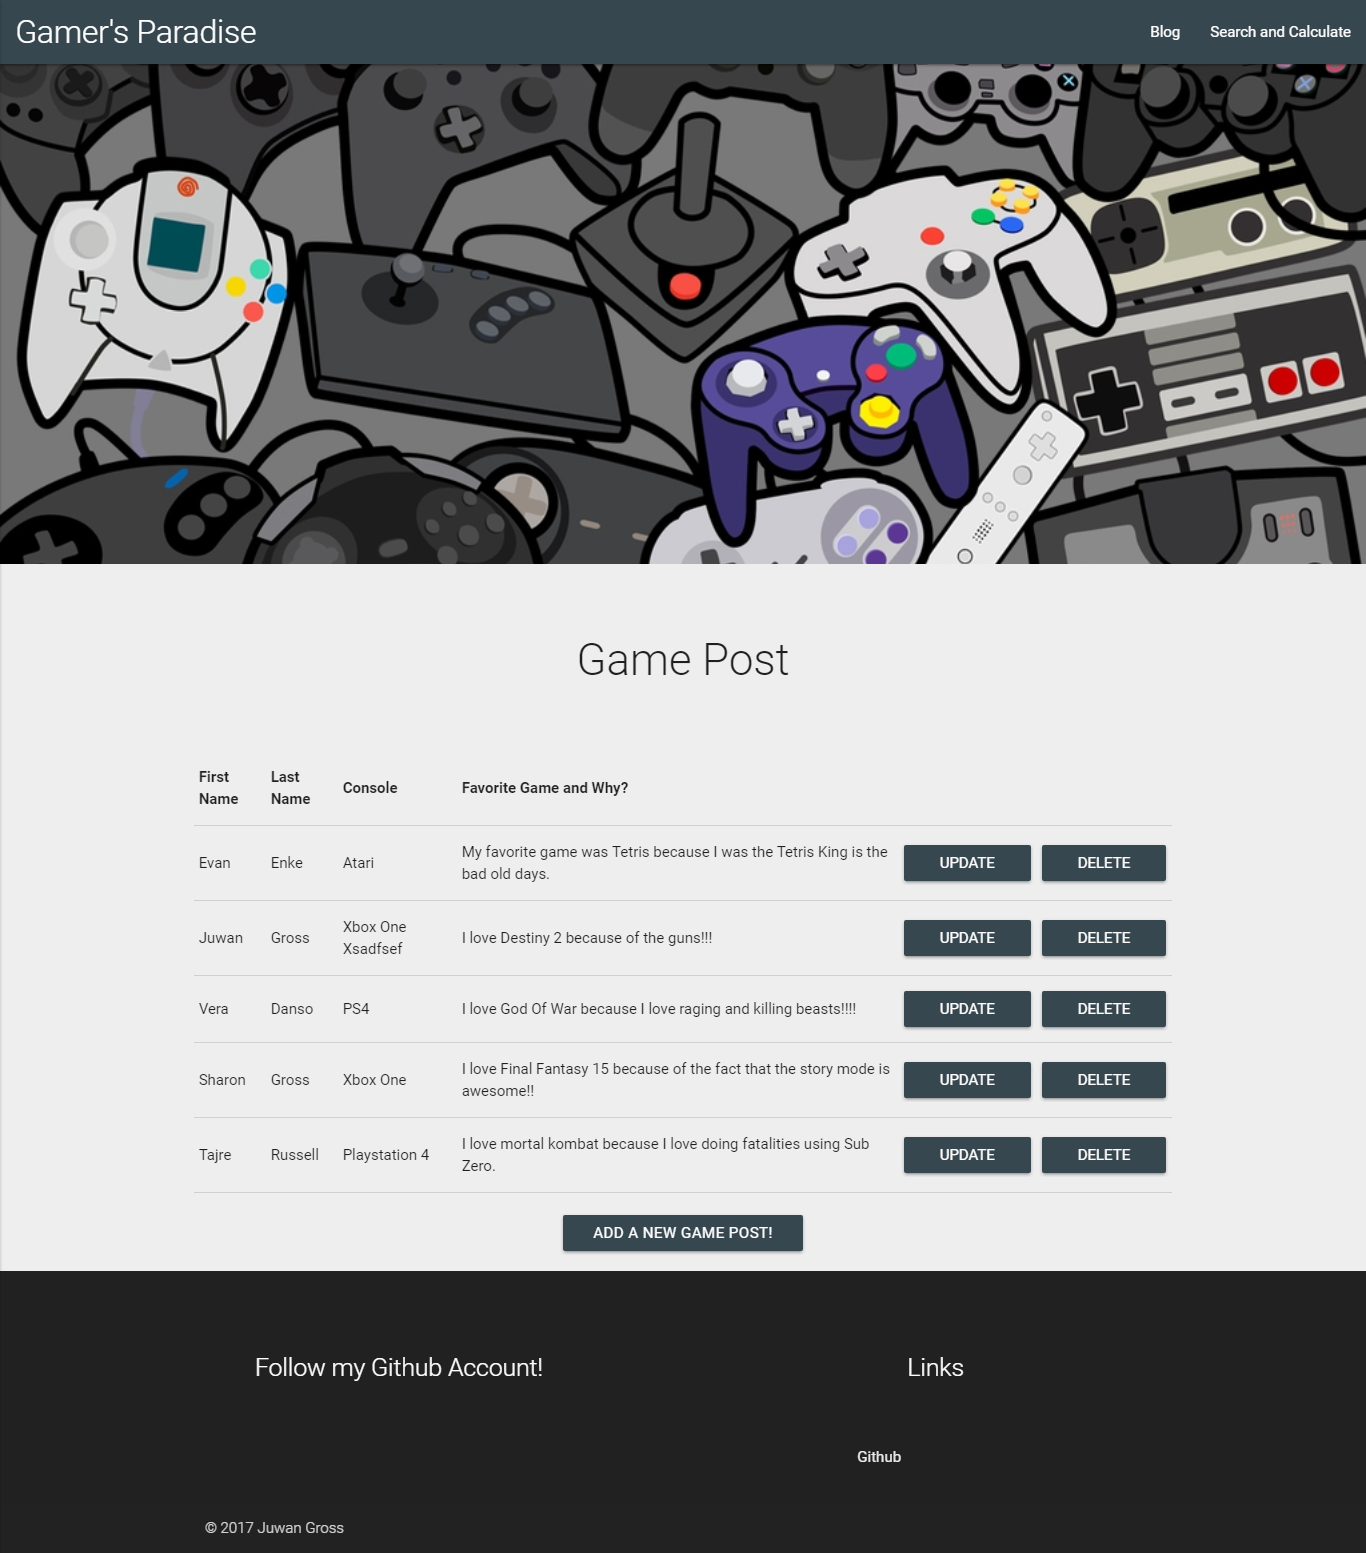 Gamer's Paradise
Blog
Search and Calculate
Game Post
First Name
Last Name
Console
Favorite Game and Why?
Evan
Enke
Atari
My favorite game was Tetris because I was the Tetris King is the
bad old days.
UPDATE
DELETE
Juwan
Gross
Xbox One
Xsadfsef
I love Destiny 2 because of the guns!!!
UPDATE
DELETE
Vera
Danso
PS4
I love God Of War because I love raging and killing beasts!!!!
UPDATE
DELETE
Sharon
Gross
Xbox One
I love Final Fantasy 15 because of the fact that the story mode is
awesome!!
UPDATE
DELETE
Tajre
Russell
Playstation 4
I love mortal kombat because I love doing fatalities using Sub
Zero.
UPDATE
DELETE
ADD A NEW GAME POST!
Follow my Github Account!
Links
Github
© 2017 Juwan Gross